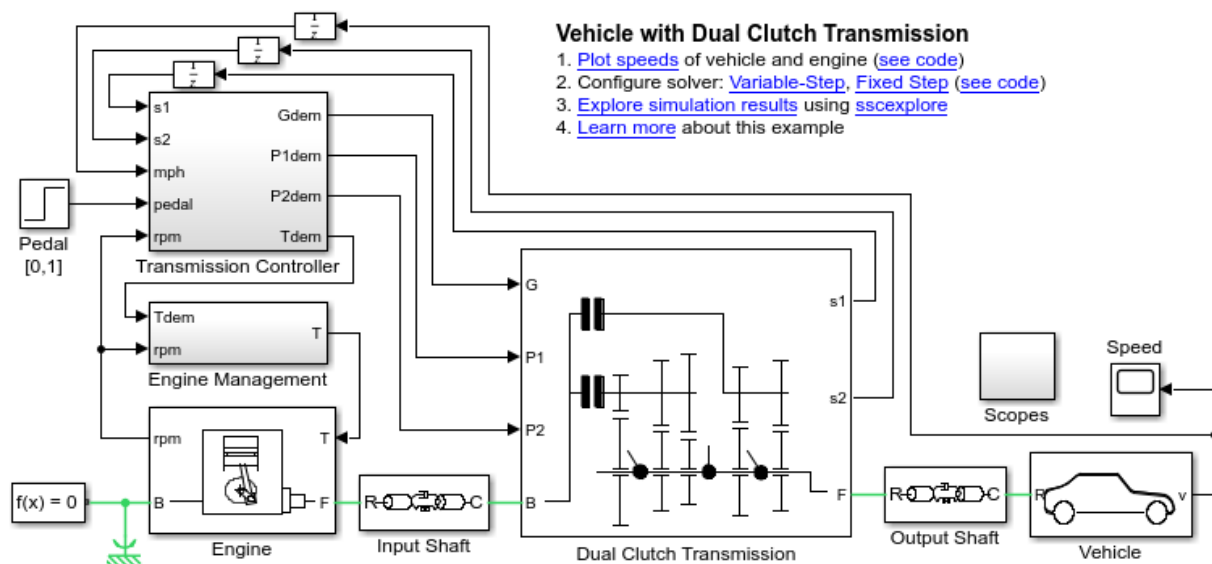 Vehicle with Dual Clutch Transmission
1. Plot speeds of vehicle and engine (see code)
2. Configure solver: Variable-Step, Fixed Step (see code)
3. Explore simulation results using sscexplore
4. Learn more about this example
1
z
1
z
1
z
s1
s2
mph
pedal
rpm
Gdem
P1dem
P2dem
Tdem
Transmission Controller
Pedal
[0,1]
Tdem
rpm
T
Engine Management
rpm
T
B
F
Engine
f(x) = 0
R
C
Input Shaft
G
P1
P2
B
s1
s2
F
Dual Clutch Transmission
R
C
Output Shaft
Scopes
Speed
R
v
Vehicle